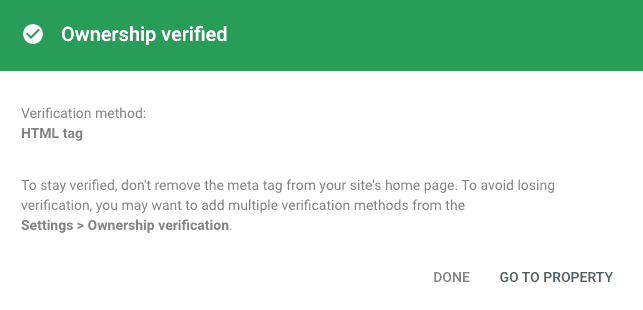 Ownership verified
Verification method:
HTML tag
To stay verified, don't remove the meta tag from your site's home page. To avoid losing
verification, you may want to add multiple verification methods from the
Settings > Ownership verification.
DONE GO TO PROPERTY